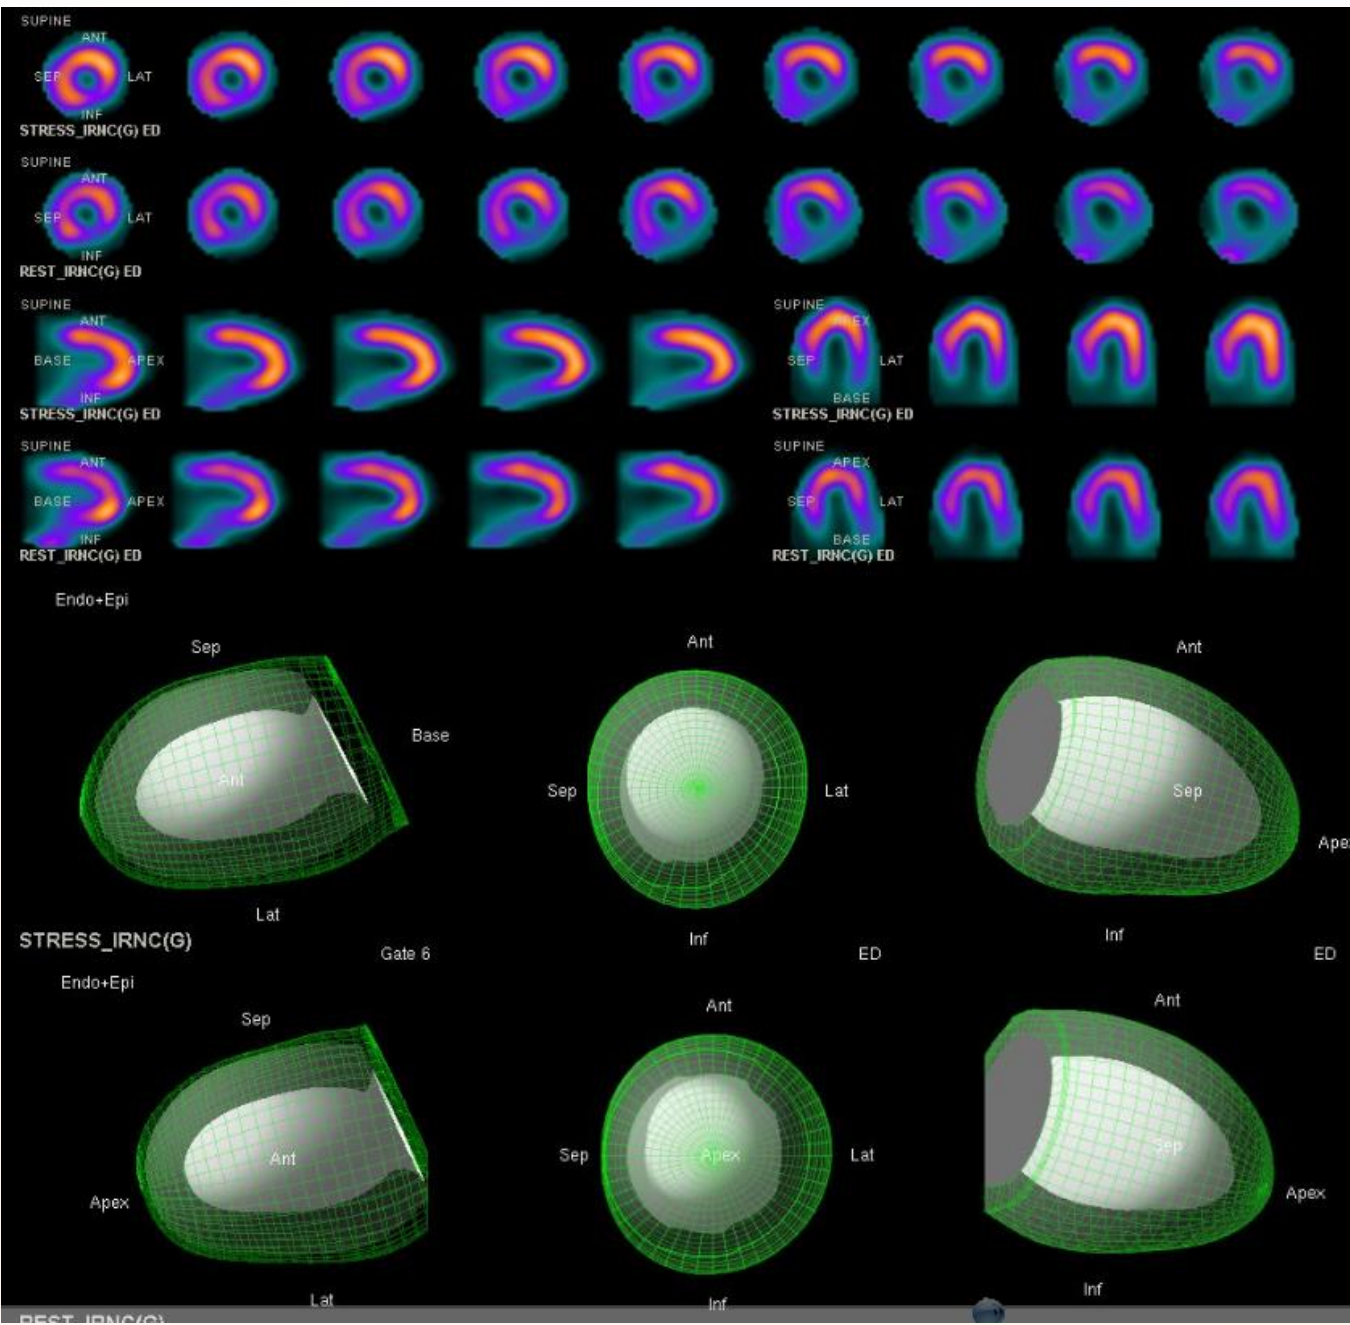 SUPINE
ANT
SEP LAT
INF
STRESS_IRNC(G) ED
SUPINE
ANT
SEP LAT
INF
REST_IRNC(G) ED
SUPINE
ANT
BASE APEX
INF
STRESS_IRNC(G) ED
SUPINE
APEX
SEP LAT
BASE
STRESS_IRNC(G) ED
SUPINE
ANT
BASE APEX
INF
REST_IRNC(G) ED
SUPINE
APEX
SEP LAT
BASE
REST_IRNC(G) ED
Endo+Epi
Sep
Ant
Base
Lat
STRESS_IRNC(G)
Gate 6
Ant
Sep Lat
Inf
ED
Ant
Sep
Ape
Inf
ED
Endo+Epi
Sep
Ant
Apex
Lat
Ant
Sep Apex Lat
Inf
Ant
Sep
Apex
Inf
REST_IRNC(G)